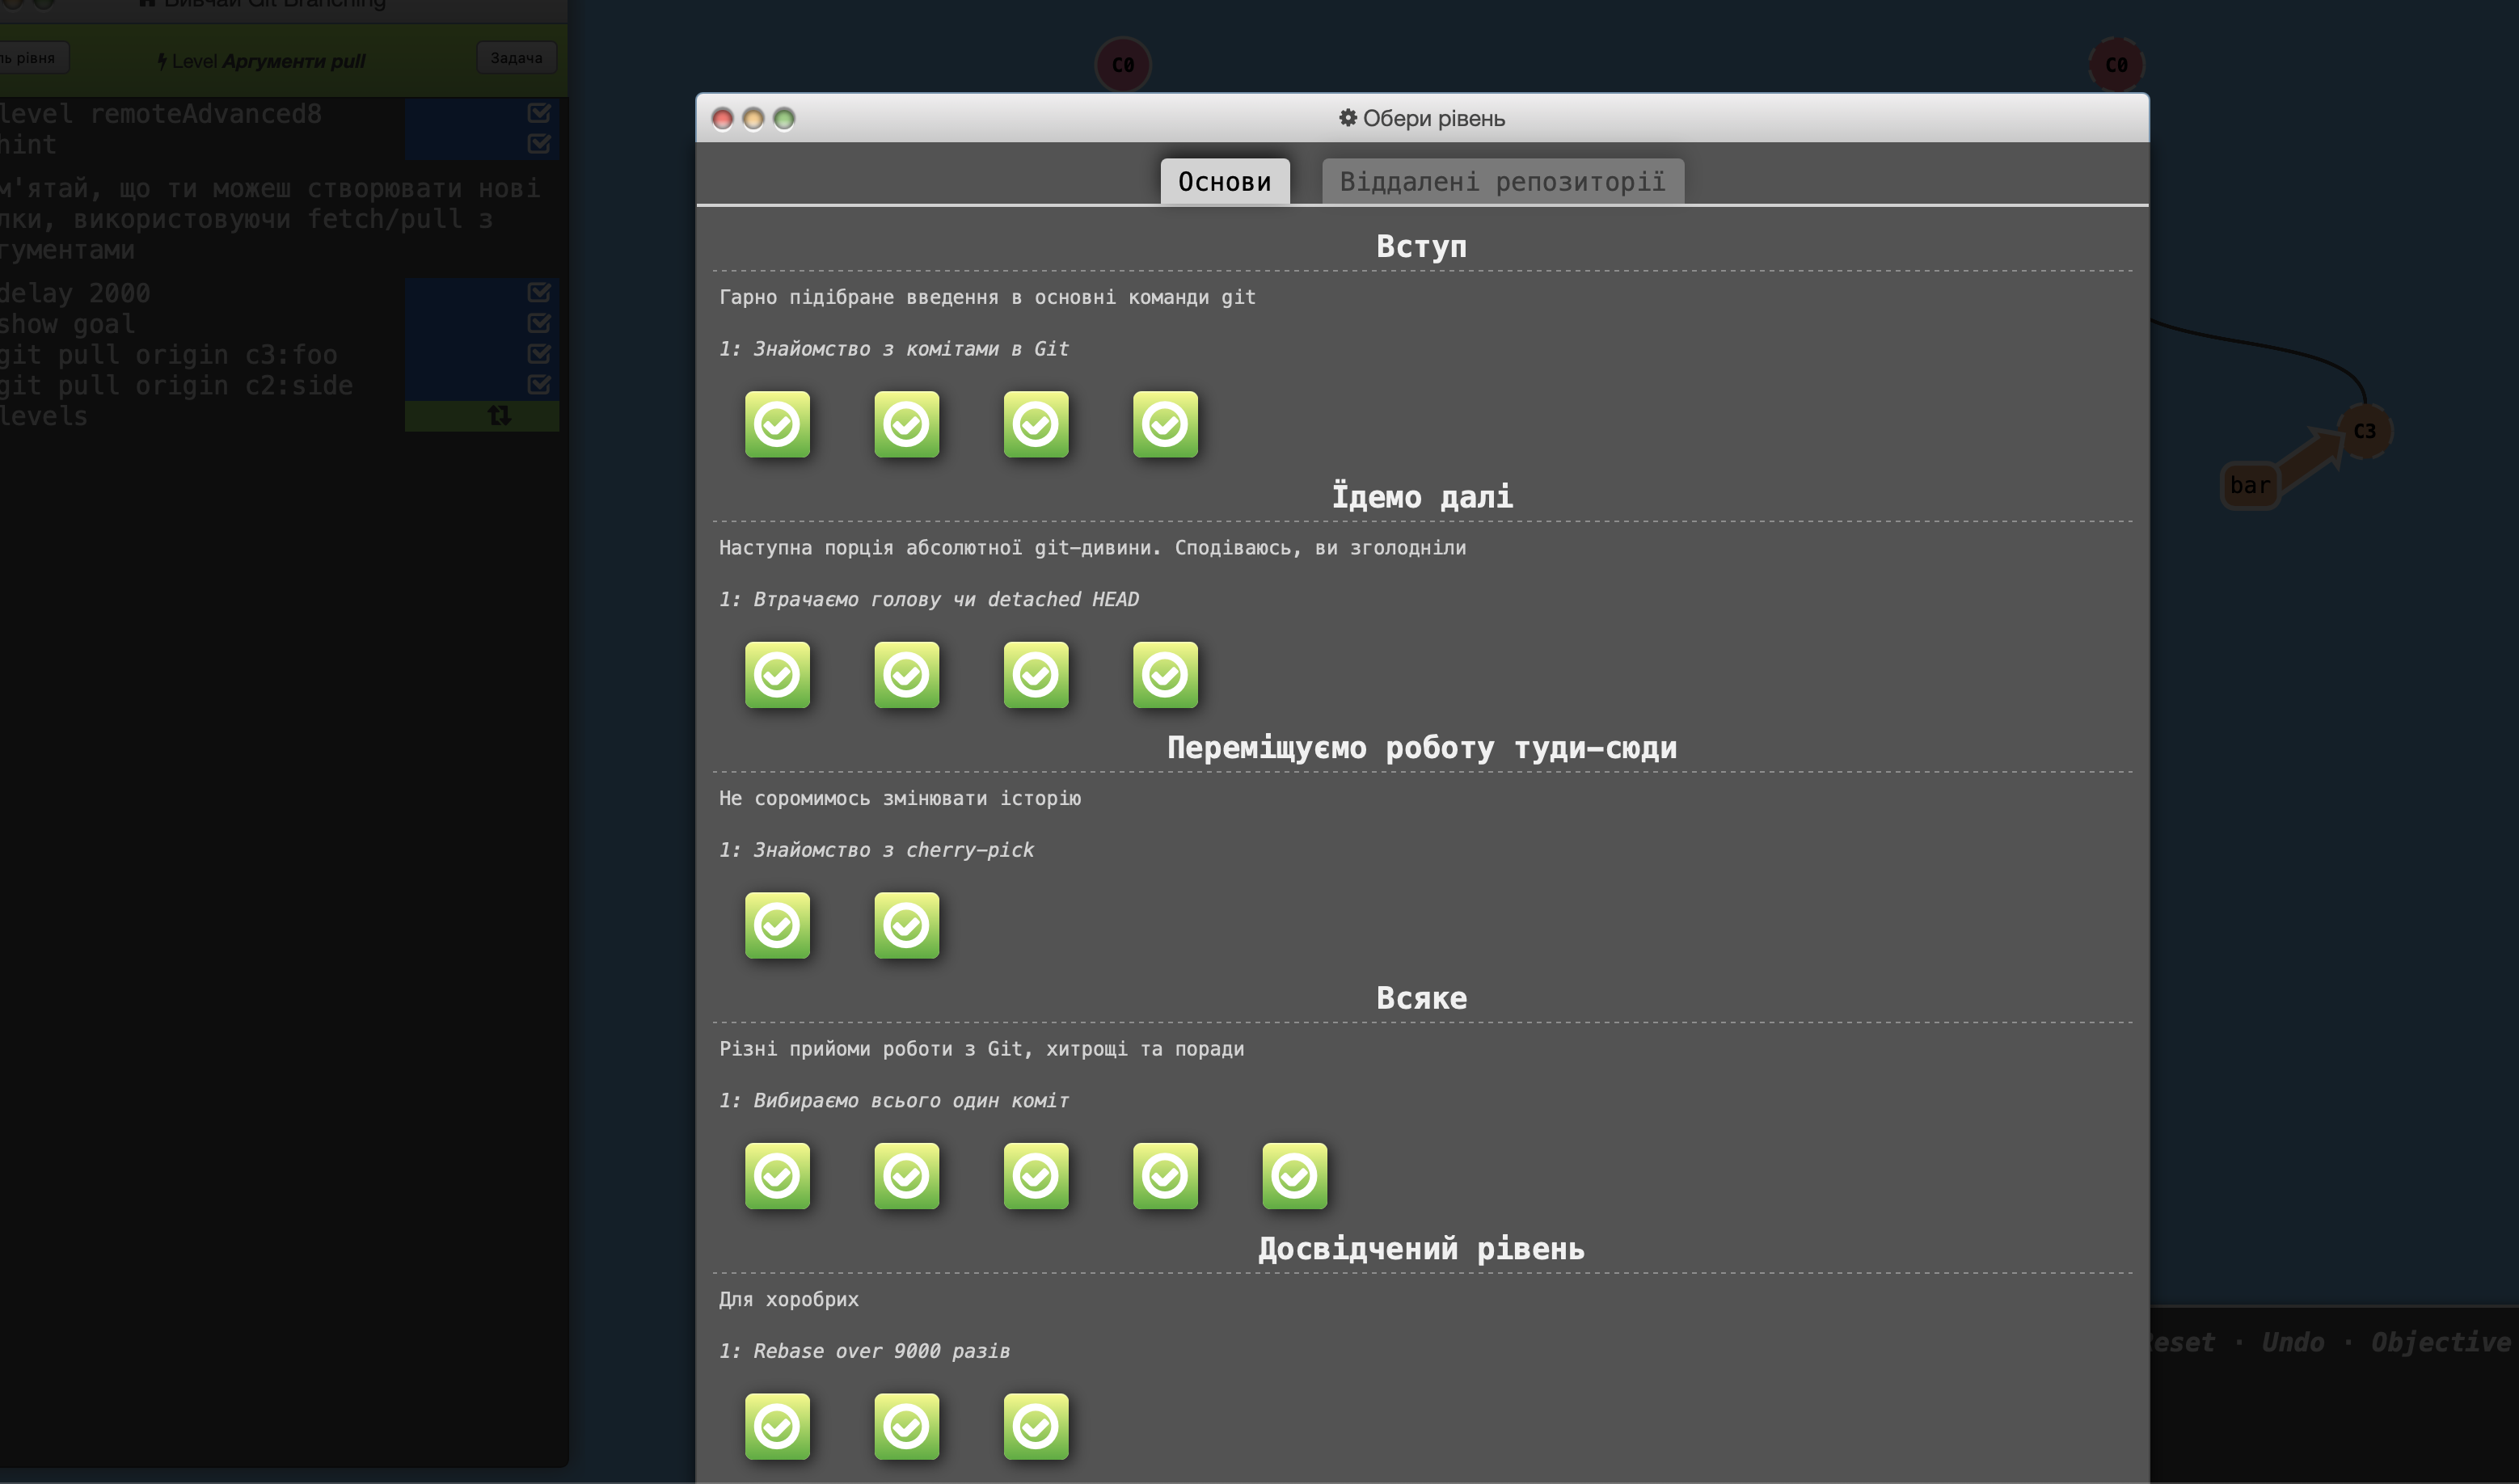 Вивчай Git Branching
ль рівня
Level Аргументи pull
Задача
level remoteAdvanced8
hint
м'ятай, що ти можеш створювати нові
лки, використовуючи fetch/pull з
гументами
delay 2000
show goal
git pull origin c3:foo
git pull origin c2:side
levels
C0
C0
Обери рівень
Основи
Віддалені репозиторії
Вступ
Гарно підібране введення в основні команди git
1: Знайомство з комітами в Git
Їдемо далі
Наступна порція абсолютної git-дивини. Сподіваюсь, ви зголодніли
1: Втрачаємо голову чи detached HEAD
Переміщуємо роботу туди-сюди
Не соромимось змінювати історію
1: Знайомство з cherry-pick
Всяке
Різні прийоми роботи з Git, хитрощі та поради
1: Вибираємо всього один коміт
Досвідчений рівень
Для хоробрих
1: Rebase over 9000 разів
C3
bar
Reset · Undo · Objective